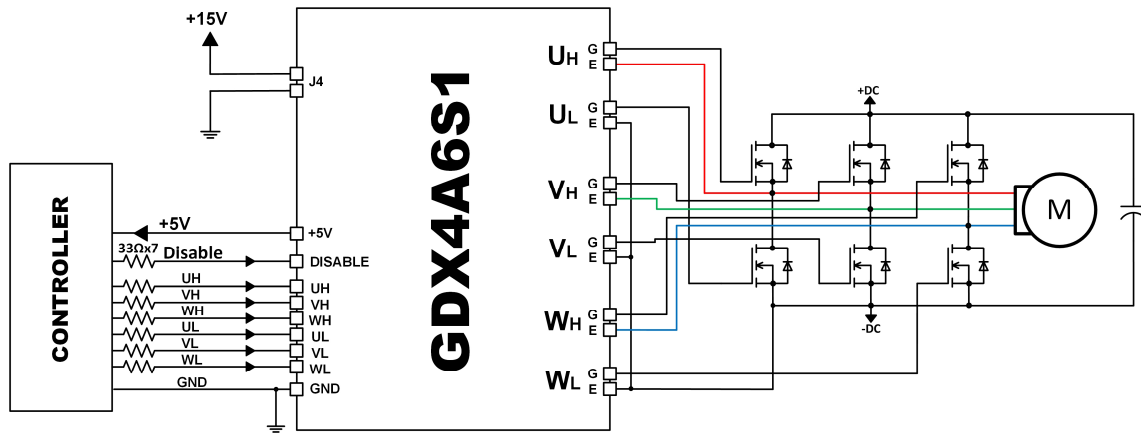 +15V
J4
CONTROLLER
+5V
33Ωx7
Disable
UH
VH
WH
UL
VL
WL
GND
+5V
DISABLE
UH
VH
WH
UL
VL
WL
GND
GDX4A6S1
UH G
E
UL G
E
VH G
E
VL G
E
WH G
E
WL G
E
+DC
M
-DC